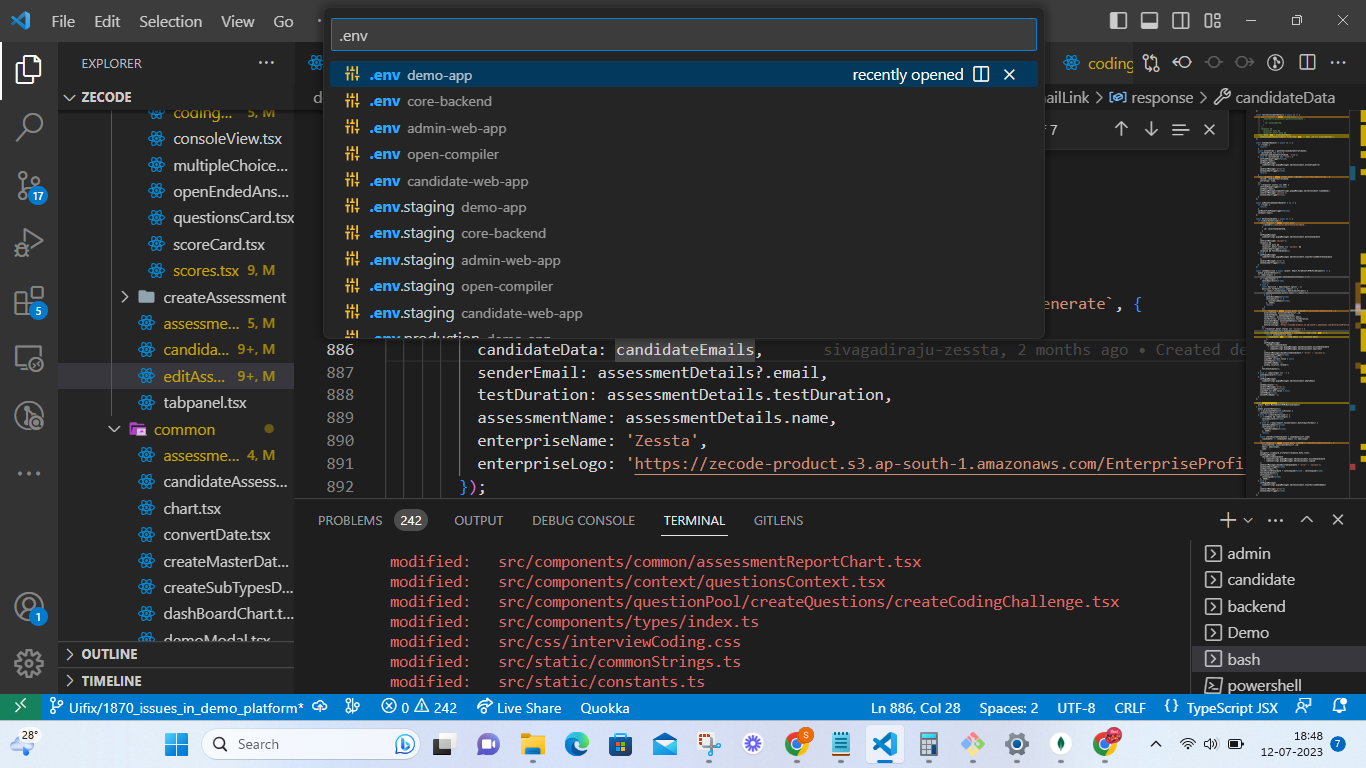 File Edit Selection View Go
.env
.env demo-app recently opened
.env core-backend
.env admin-web-app
.env open-compiler
.env candidate-web-app
.env.staging demo-app
.env.staging core-backend
.env.staging admin-web-app
.env.staging open-compiler
.env.staging candidate-web-app
.env.production demo-app
EXPLORER
ZECODE
coding... 5, M
consoleView.tsx
multipleChoice...
openEndedAns...
questionsCard.tsx
scoreCard.tsx
scores.tsx 9, M
createAssessment
assessme... 5, M
candida... 9+, M
editAss... 9+, M
tabpanel.tsx
common
assessme... 4, M
candidateAssess...
chart.tsx
convertDate.tsx
createMasterDat...
createSubTypesD...
dashBoardChart.t...
demoModal.tsx
OUTLINE
TIMELINE
17
5
1
coding
ailLink > response > candidateData
f 7
enerate`, {
886 candidateData: candidateEmails, sivagadiraju-zessta, 2 months ago • Created de
887 senderEmail: assessmentDetails?.email,
888 testDuration: assessmentDetails.testDuration,
889 assessmentName: assessmentDetails.name,
890 enterpriseName: 'Zessta',
891 enterpriseLogo: 'https://zecode-product.s3.ap-south-1.amazonaws.com/EnterpriseProfi
892 });
PROBLEMS 242 OUTPUT DEBUG CONSOLE TERMINAL GITLENS
modified: src/components/common/assessmentReportChart.tsx
modified: src/components/context/questionsContext.tsx
modified: src/components/questionPool/createQuestions/createCodingChallenge.tsx
modified: src/components/types/index.ts
modified: src/css/interviewCoding.css
modified: src/static/commonStrings.ts
modified: src/static/constants.ts
admin
candidate
backend
Demo
bash
powershell
Uifix/1870_issues_in_demo_platform* 0 242 Live Share Quokka Ln 886, Col 28 Spaces: 2 UTF-8 CRLF { } TypeScript JSX
28° Search S 18:48
12-07-2023 7